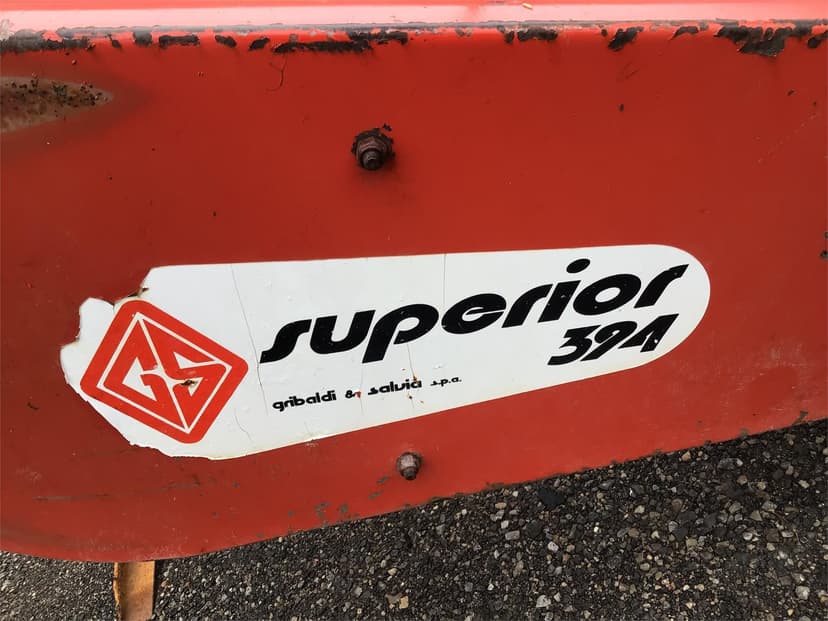 GS
superior
394
gribaldi & salvia s.p.a.